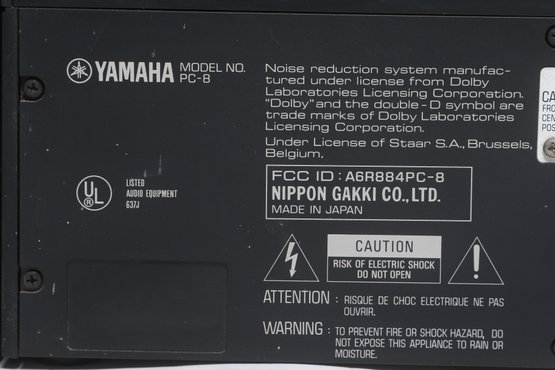 YAMAHA MODEL NO.
PC-8
Noise reduction system manufac-
tured under license from Dolby
Laboratories Licensing Corporation.
"Dolby" and the double-D symbol are
trade marks of Dolby Laboratories
Licensing Corporation.
Under License of Staar S.A., Brussels,
Belgium.
UL
®
LISTED
AUDIO EQUIPMENT
637J
FCC ID : A6R884PC-8
NIPPON GAKKI CO., LTD.
MADE IN JAPAN
CAUTION
RISK OF ELECTRIC SHOCK
DO NOT OPEN
ATTENTION : RISQUE DE CHOC ELECTRIQUE NE PAS
OUVRIR.
WARNING : TO PREVENT FIRE OR SHOCK HAZARD, DO
NOT EXPOSE THIS APPLIANCE TO RAIN OR
MOISTURE.